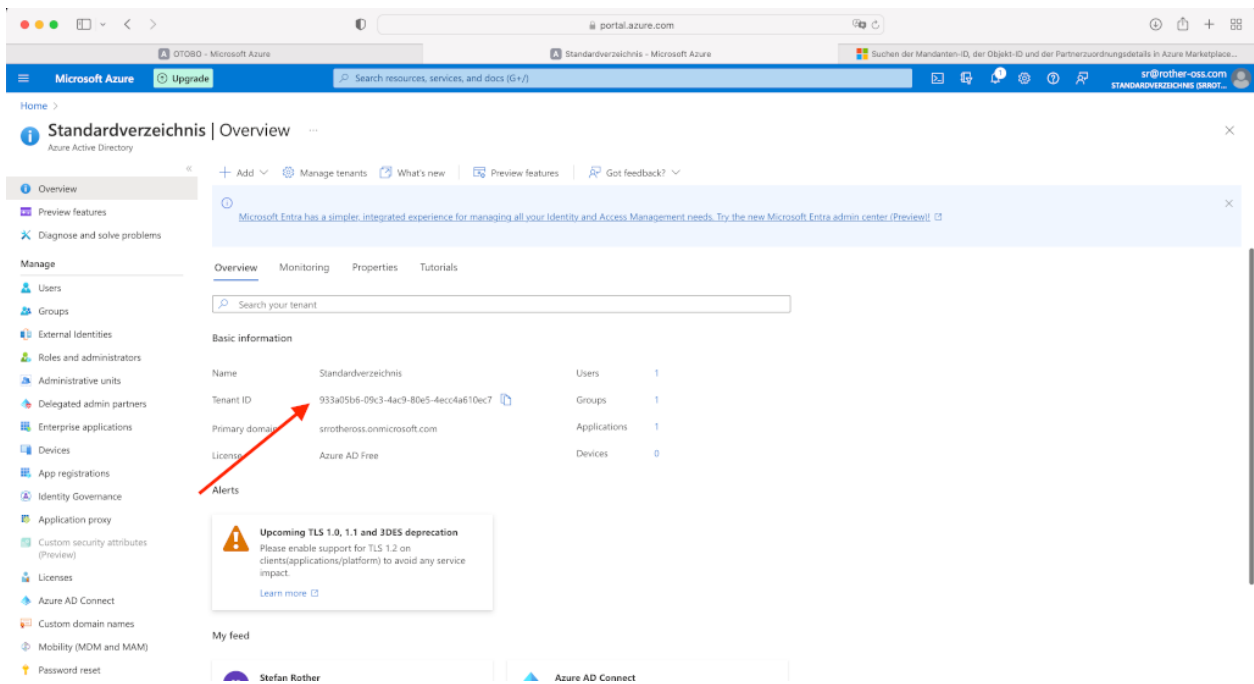 portal.azure.com
OTOBO - Microsoft Azure
Standardverzeichnis - Microsoft Azure
Suchen der Mandanten-ID, der Objekt-ID und der Partnerzuordnungsdetails in Azure Marketplace...
Microsoft Azure
Upgrade
Search resources, services, and docs (G+/)
1
sr@rother-oss.com
STANDARDVERZEICHNIS (SRROT...
Home >
Standardverzeichnis | Overview ...
Azure Active Directory
Add
Manage tenants
What's new
Preview features
Got feedback?
Microsoft Entra has a simpler, integrated experience for managing all your Identity and Access Management needs. Try the new Microsoft Entra admin center (Preview)!
Overview
Preview features
Diagnose and solve problems
Manage
Users
Groups
External Identities
Roles and administrators
Administrative units
Delegated admin partners
Enterprise applications
Devices
App registrations
Identity Governance
Application proxy
Custom security attributes
(Preview)
Licenses
Azure AD Connect
Custom domain names
Mobility (MDM and MAM)
Password reset
Overview Monitoring Properties Tutorials
Search your tenant
Basic information
Name Standardverzeichnis Users 1
Tenant ID 933a05b6-09c3-4ac9-80e5-4ecc4a610ec7 Groups 1
Primary domain srrotheross.onmicrosoft.com Applications 1
License Azure AD Free Devices 0
Alerts
Upcoming TLS 1.0, 1.1 and 3DES deprecation
Please enable support for TLS 1.2 on
clients(applications/platform) to avoid any service
impact.
Learn more
My feed
Stefan Rother
Azure AD Connect